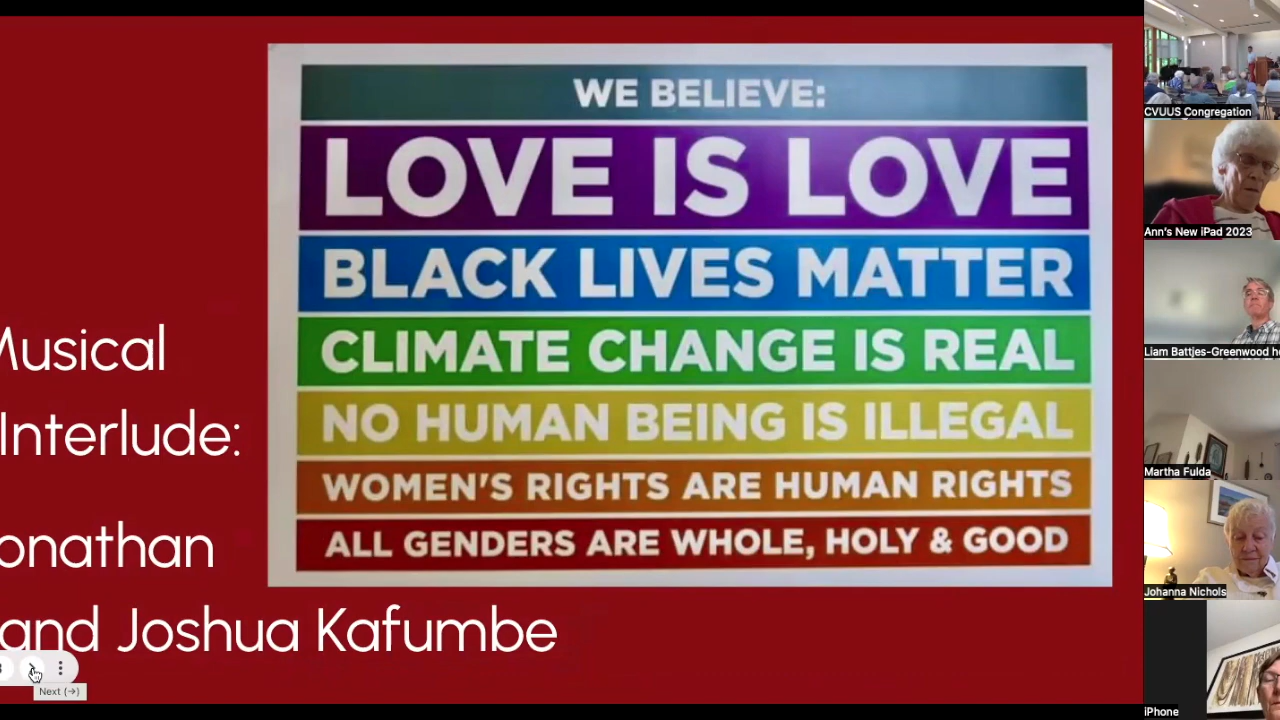 WE BELIEVE:
LOVE IS LOVE
BLACK LIVES MATTER
CLIMATE CHANGE IS REAL
NO HUMAN BEING IS ILLEGAL
WOMEN'S RIGHTS ARE HUMAN RIGHTS
ALL GENDERS ARE WHOLE, HOLY & GOOD
Musical
Interlude:
onathan
and Joshua Kafumbe
Next (→)
CVUUS Congregation
Ann's New iPad 2023
Liam Battjes-Greenwood he
Martha Fulda
Johanna Nichols
iPhone